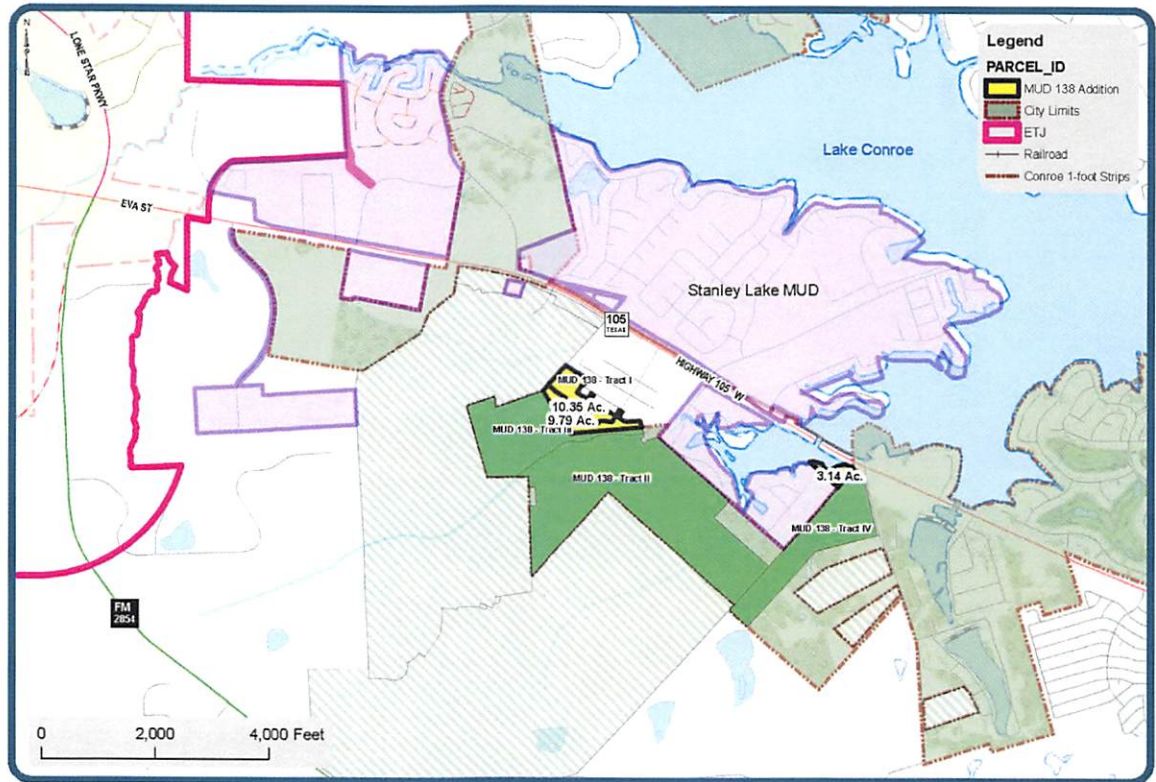 N
LONE STAR PKWY
Legend
PARCEL_ID
MUD 138 Addition
City Limits
ETJ
Railroad
Conroe 1-foot Strips
Lake Conroe
EVA ST
Stanley Lake MUD
105
TEXAS
HIGHWAY 105 W
MUD 138 - Tract I
10.35 Ac.
9.79 Ac.
MUD 138 - Tract III
MUD 138 - Tract II
3.14 Ac.
MUD 138 - Tract IV
FM
2854
0
2,000
4,000 Feet